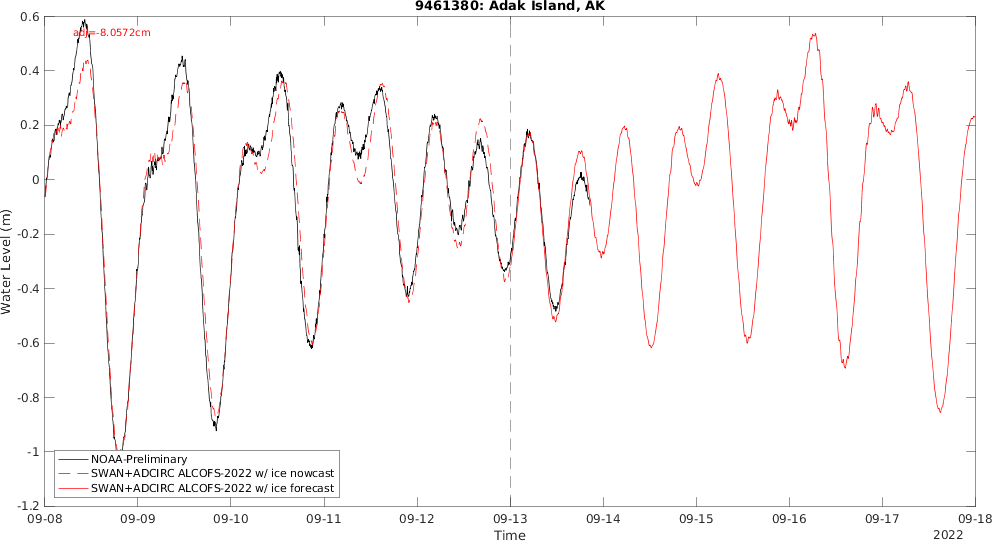 9461380: Adak Island, AK
adj=-8.0572cm
Water Level (m)
0.6
0.4
0.2
0
-0.2
-0.4
-0.6
-0.8
-1
-1.2
NOAA-Preliminary
SWAN+ADCIRC ALCOFS-2022 w/ ice nowcast
SWAN+ADCIRC ALCOFS-2022 w/ ice forecast
09-08 09-09 09-10 09-11 09-12 09-13 09-14 09-15 09-16 09-17 09-18
Time
2022